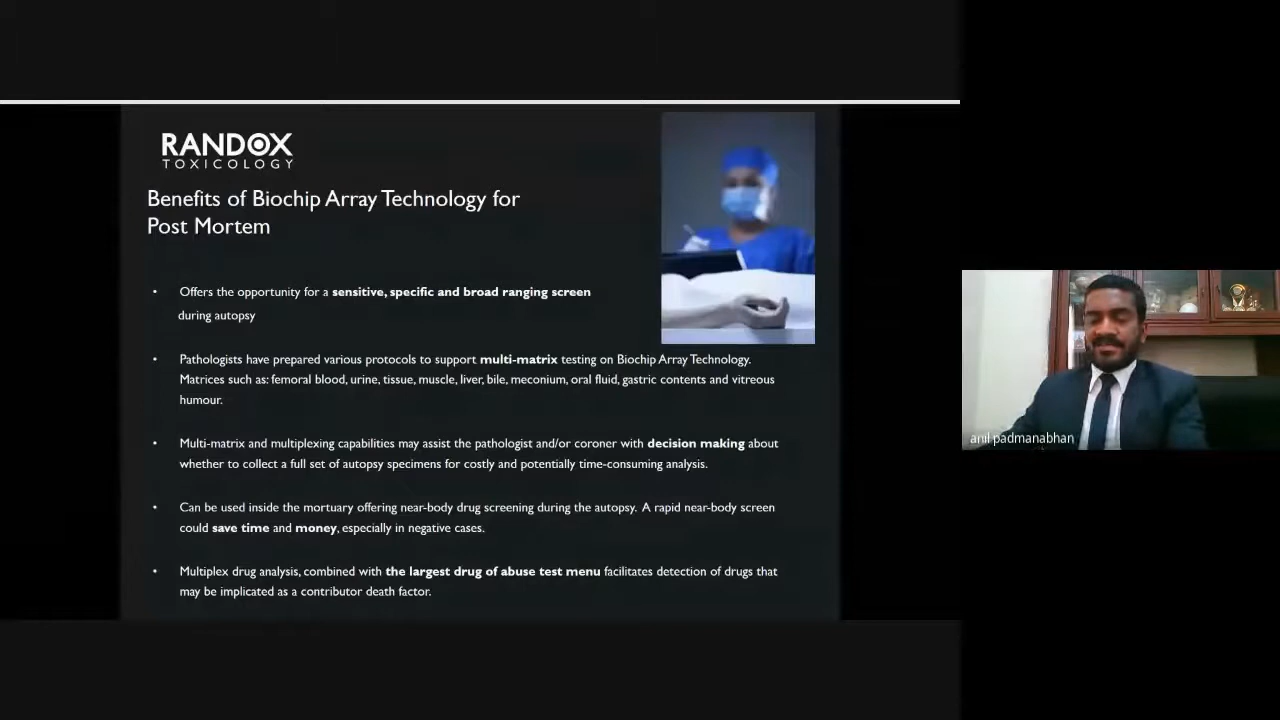 RANDOX
TOXICOLOGY
Benefits of Biochip Array Technology for
Post Mortem
• Offers the opportunity for a sensitive, specific and broad ranging screen
during autopsy
• Pathologists have prepared various protocols to support multi-matrix testing on Biochip Array Technology.
Matrices such as: femoral blood, urine, tissue, muscle, liver, bile, meconium, oral fluid, gastric contents and vitreous
humour.
• Multi-matrix and multiplexing capabilities may assist the pathologist and/or coroner with decision making about
whether to collect a full set of autopsy specimens for costly and potentially time-consuming analysis.
• Can be used inside the mortuary offering near-body drug screening during the autopsy. A rapid near-body screen
could save time and money, especially in negative cases.
• Multiplex drug analysis, combined with the largest drug of abuse test menu facilitates detection of drugs that
may be implicated as a contributor death factor.
anil padmanabhan